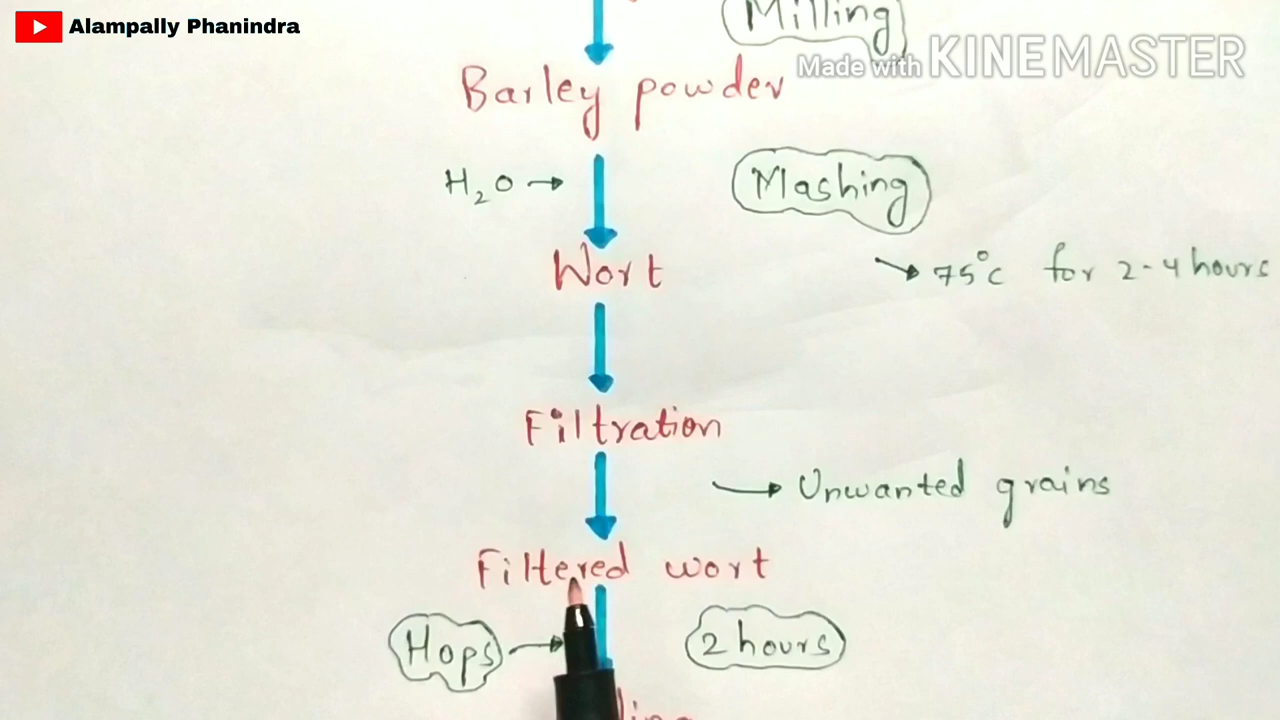 Alampally Phanindra
Milling
Made with KINEMASTER
Barley powder
H2O →
Mashing
Wort
→ 75°C for 2-4 hours
Filtration
→ Unwanted grains
Filtered wort
Hops →
2 hours